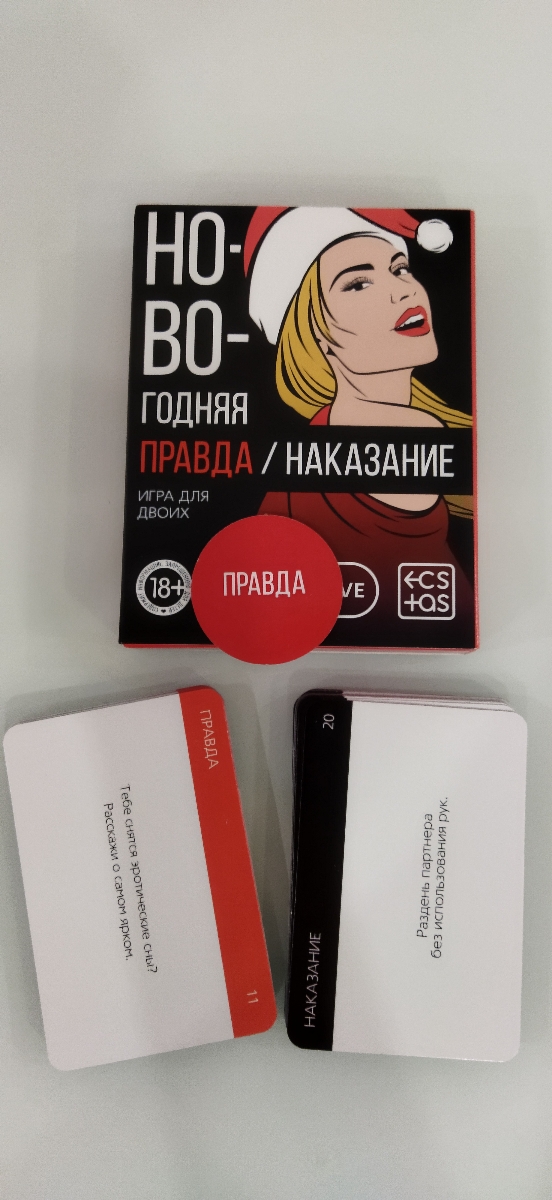 НО-
ВО-
ГОДНЯЯ
ПРАВДА / НАКАЗАНИЕ
ИГРА ДЛЯ
ДВОИХ
18+
ПРАВДА
VE
ECS
TAS
ПРАВДА
Тебе снятся эротические сны?
Расскажи о самом ярком.
11
20
НАКАЗАНИЕ
Раздень партнера
без использования рук.